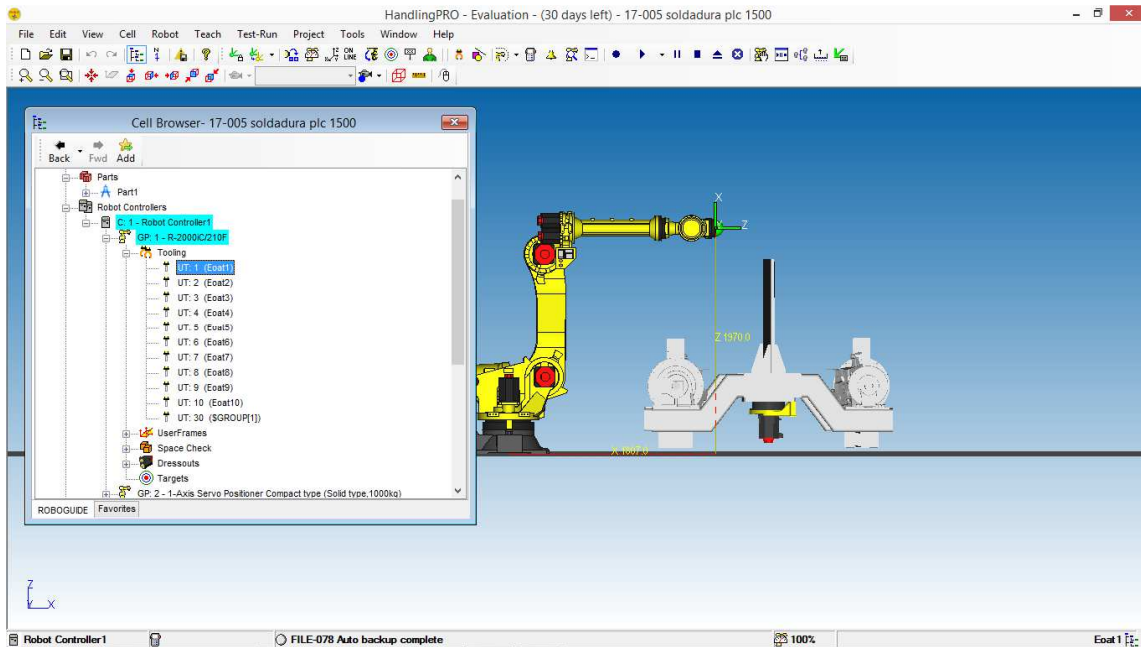 HandlingPRO - Evaluation - (30 days left) - 17-005 soldadura plc 1500
File Edit View Cell Robot Teach Test-Run Project Tools Window Help
ON LINE
Cell Browser- 17-005 soldadura plc 1500
Back Fwd Add
Parts
Part1
Robot Controllers
C: 1 - Robot Controller1
GP: 1 - R-2000iC/210F
Tooling
UT: 1 (Eoat1)
UT: 2 (Eoat2)
UT: 3 (Eoat3)
UT: 4 (Eoat4)
UT: 5 (Eoat5)
UT: 6 (Eoat6)
UT: 7 (Eoat7)
UT: 8 (Eoat8)
UT: 9 (Eoat9)
UT: 10 (Eoat10)
UT: 30 ($GROUP[1])
UserFrames
Space Check
Dressouts
Targets
GP: 2 - 1-Axis Servo Positioner Compact type (Solid type,1000kg)
ROBOGUIDE Favorites
X
Z
Z 1970.0
X 1807.0
Z
Y X
Robot Controller1 FILE-078 Auto backup complete 100% Eoat1